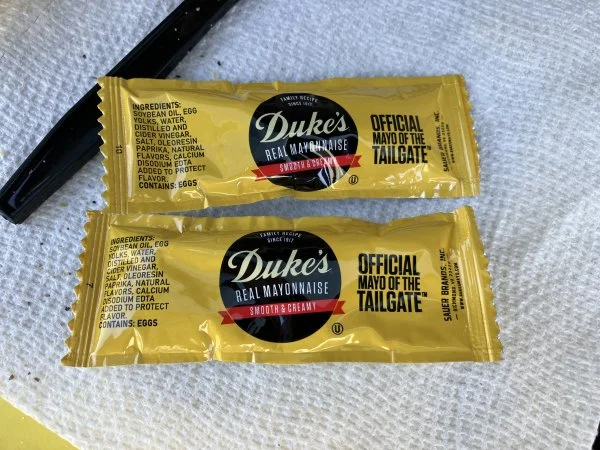 INGREDIENTS:
SOYBEAN OIL, EGG
YOLKS, WATER,
DISTILLED AND
CIDER VINEGAR,
SALT, OLEORESIN
PAPRIKA, NATURAL
FLAVORS, CALCIUM
DISODIUM EDTA
ADDED TO PROTECT
FLAVOR.
CONTAINS: EGGS
10
FAMILY RECIPE
SINCE 1917
Duke's
REAL MAYONNAISE
SMOOTH & CREAMY
U
OFFICIAL
MAYO OF THE
TAILGATE™
SAUER BRANDS, INC.
INGREDIENTS:
SOYBEAN OIL, EGG
YOLKS, WATER,
DISTILLED AND
CIDER VINEGAR,
SALT, OLEORESIN
PAPRIKA, NATURAL
FLAVORS, CALCIUM
DISODIUM EDTA
ADDED TO PROTECT
FLAVOR.
CONTAINS: EGGS
7
FAMILY RECIPE
SINCE 1917
Duke's
REAL MAYONNAISE
SMOOTH & CREAMY
U
OFFICIAL
MAYO OF THE
TAILGATE™
SAUER BRANDS, INC.